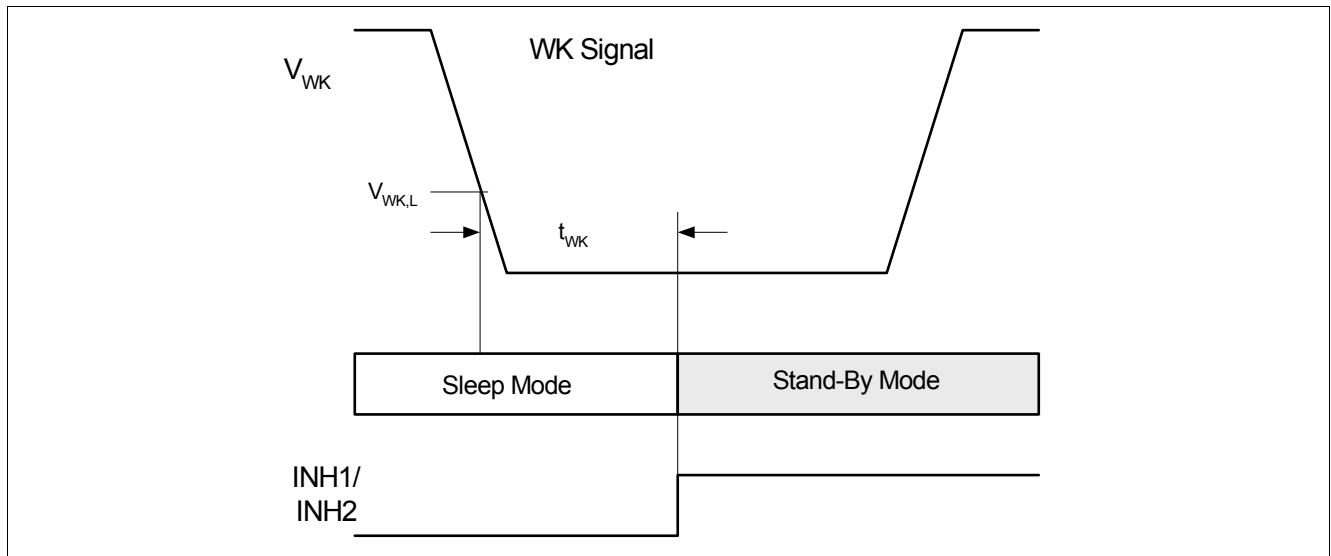 WK Signal
V_WK
V_WK,L
t_WK
Sleep Mode
Stand-By Mode
INH1/
INH2